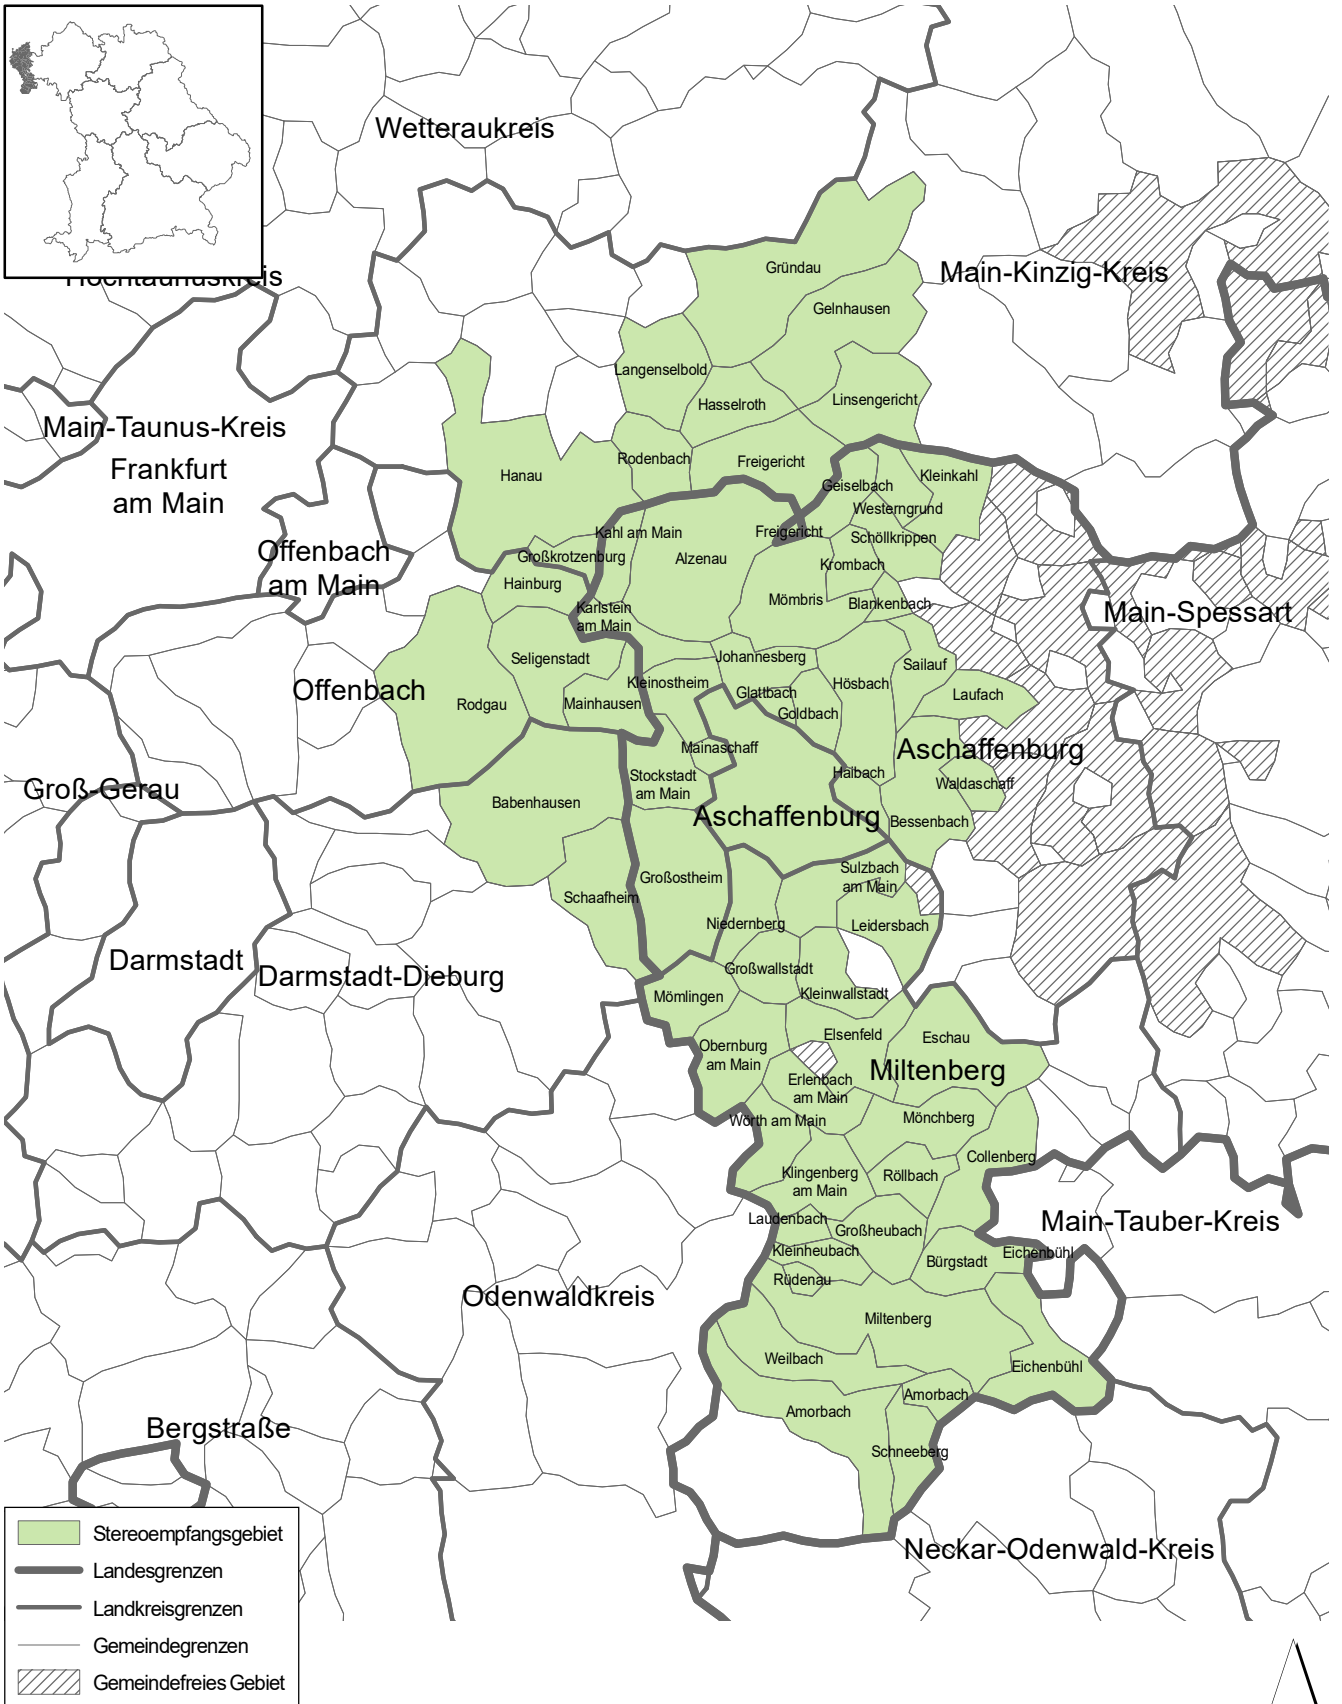 Wetteraukreis
Hochtaunuskreis
Gründau
Main-Kinzig-Kreis
Gelnhausen
Langenselbold
Hasselroth
Linsengericht
Main-Taunus-Kreis
Frankfurt
am Main
Hanau
Rodenbach
Freigericht
Geiselbach
Kleinkahl
Westerngrund
Kahl am Main
Freigericht
Schöllkrippen
Offenbach
am Main
Großkrotzenburg
Alzenau
Krombach
Hainburg
Karlstein
am Main
Mömbris
Blankenbach
Main-Spessart
Seligenstadt
Johannesberg
Sailauf
Offenbach
Rodgau
Mainhausen
Kleinostheim
Glattbach
Hösbach
Laufach
Goldbach
Mainaschaff
Aschaffenburg
Groß-Gerau
Stockstadt
am Main
Haibach
Waldaschaff
Babenhausen
Aschaffenburg
Bessenbach
Großostheim
Sulzbach
am Main
Schaafheim
Niedernberg
Leidersbach
Darmstadt
Darmstadt-Dieburg
Großwallstadt
Mömlingen
Kleinwallstadt
Obernburg
am Main
Elsenfeld
Eschau
Miltenberg
Erlenbach
am Main
Wörth am Main
Mönchberg
Collenberg
Klingenberg
am Main
Röllbach
Laudenbach
Großheubach
Main-Tauber-Kreis
Kleinheubach
Bürgstadt
Eichenbühl
Rüdenau
Odenwaldkreis
Miltenberg
Weilbach
Eichenbühl
Amorbach
Amorbach
Bergstraße
Schneeberg
Neckar-Odenwald-Kreis
Stereoempfangsgebiet
Landesgrenzen
Landkreisgrenzen
Gemeindegrenzen
Gemeindefreies Gebiet